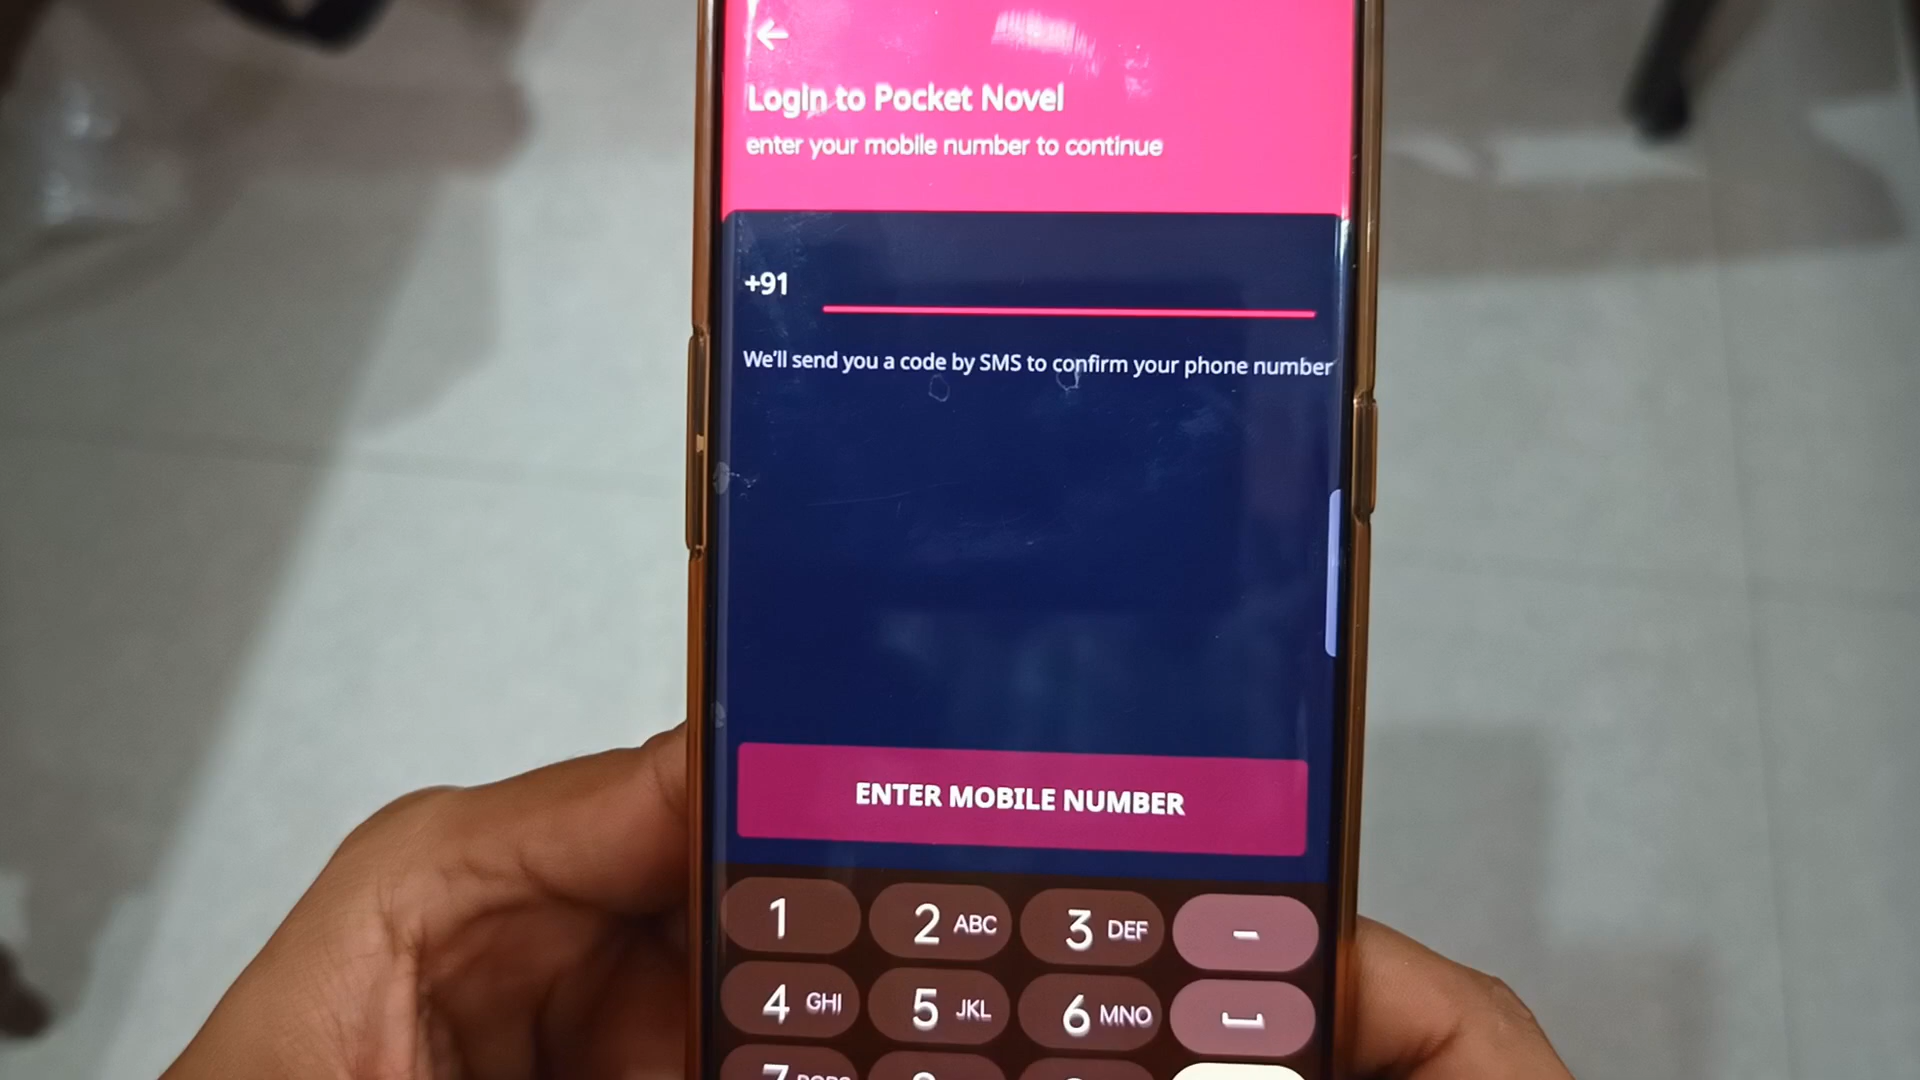 Login to Pocket Novel
enter your mobile number to continue
+91
We'll send you a code by SMS to confirm your phone number
ENTER MOBILE NUMBER
1 2 ABC 3 DEF -
4 GHI 5 JKL 6 MNO
7